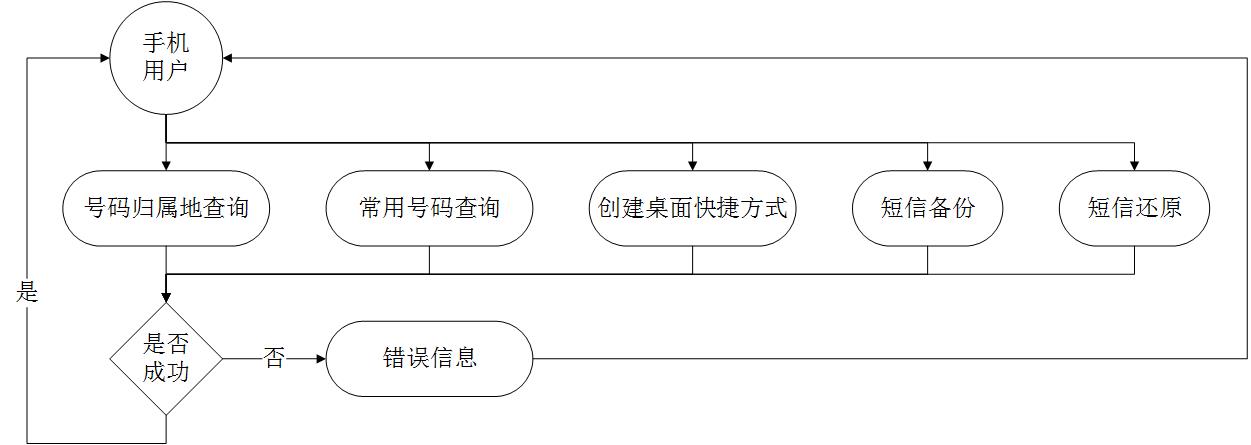 手机
用户
号码归属地查询
常用号码查询
创建桌面快捷方式
短信备份
短信还原
是
是否
成功
否
错误信息